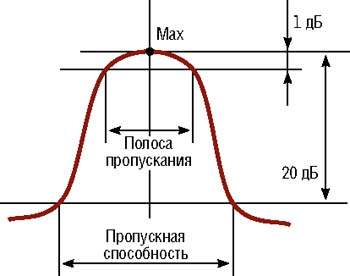 Max
1 дБ
Полоса
пропускания
20 дБ
Пропускная
способность